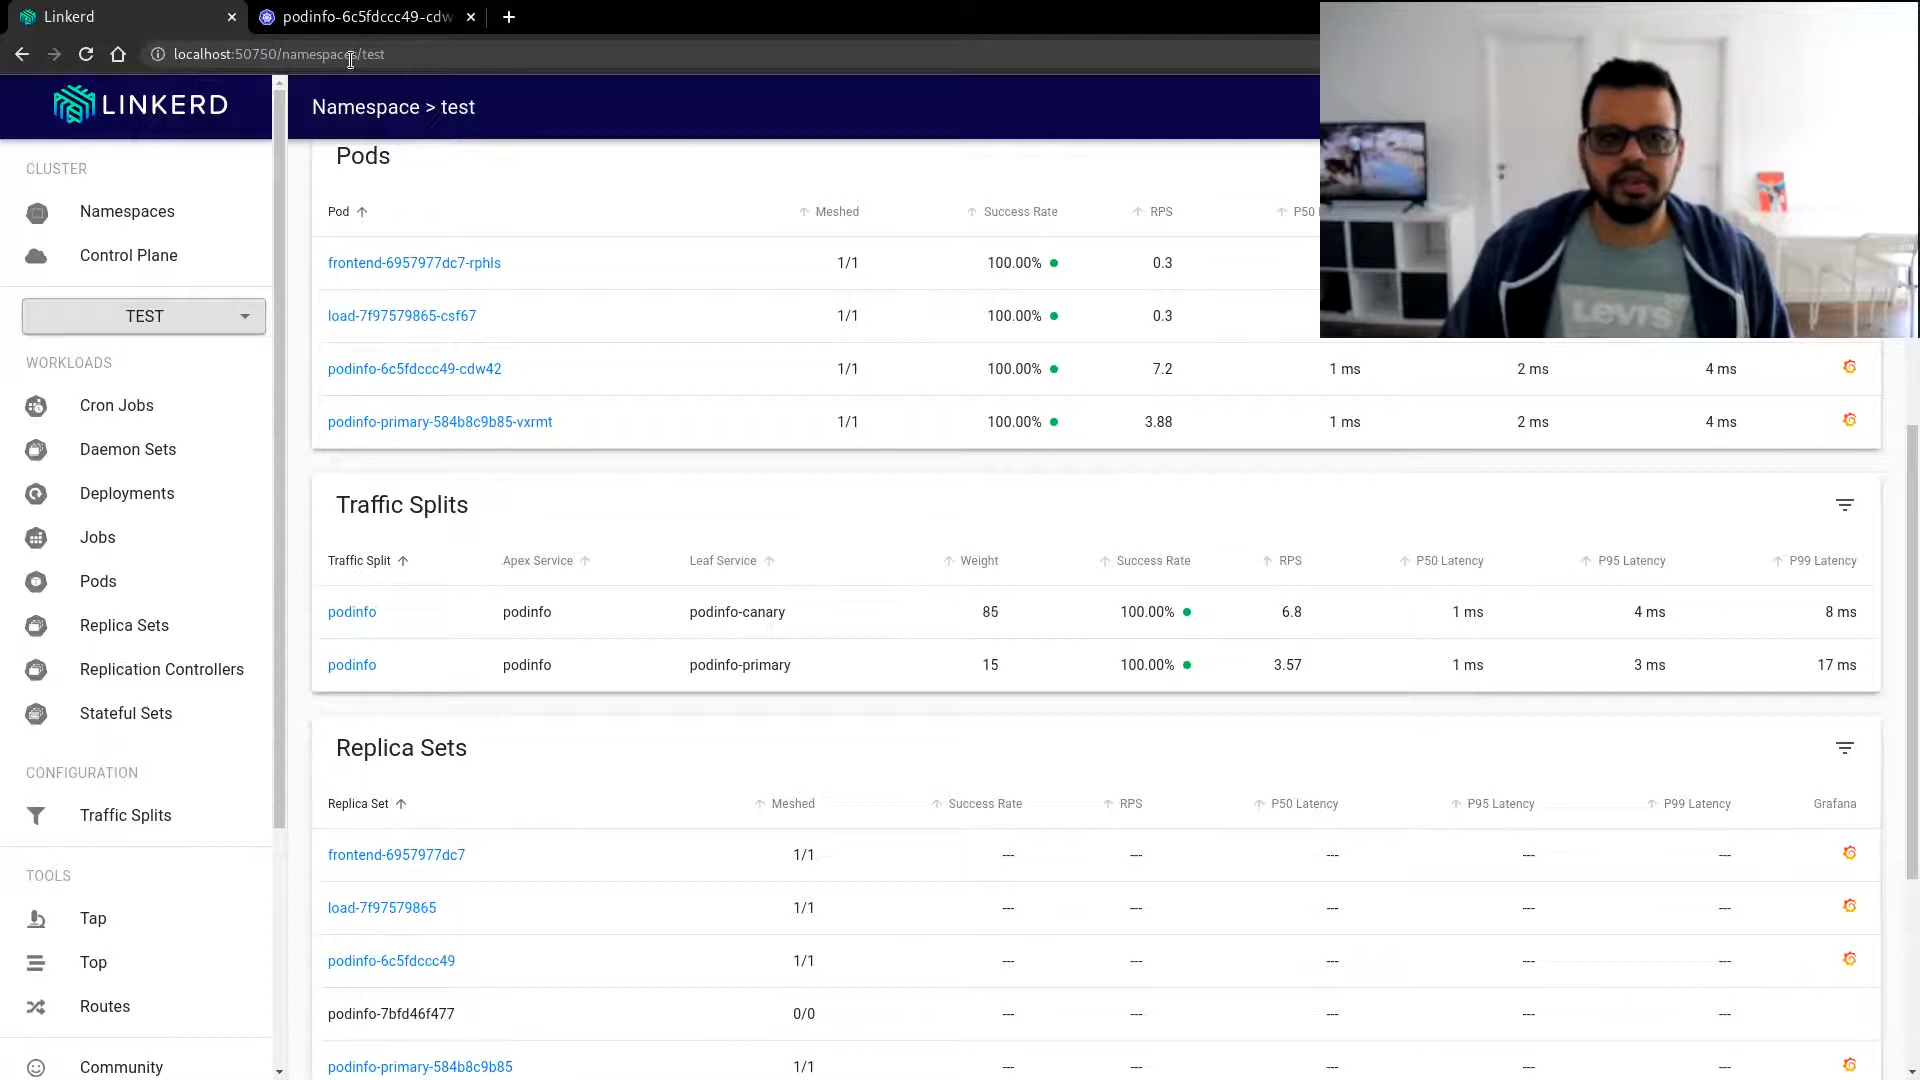 Linkerd
podinfo-6c5fdccc49-cdw
localhost:50750/namespaces/test
LINKERD
Namespace > test
CLUSTER
Namespaces
Control Plane
TEST
WORKLOADS
Cron Jobs
Daemon Sets
Deployments
Jobs
Pods
Replica Sets
Replication Controllers
Stateful Sets
CONFIGURATION
Traffic Splits
TOOLS
Tap
Top
Routes
Community
Pods
Pod Meshed Success Rate RPS P50
frontend-6957977dc7-rphls 1/1 100.00% 0.3
load-7f97579865-csf67 1/1 100.00% 0.3
podinfo-6c5fdccc49-cdw42 1/1 100.00% 7.2 1 ms 2 ms 4 ms
podinfo-primary-584b8c9b85-vxrmt 1/1 100.00% 3.88 1 ms 2 ms 4 ms
Traffic Splits
Traffic Split Apex Service Leaf Service Weight Success Rate RPS P50 Latency P95 Latency P99 Latency
podinfo podinfo podinfo-canary 85 100.00% 6.8 1 ms 4 ms 8 ms
podinfo podinfo podinfo-primary 15 100.00% 3.57 1 ms 3 ms 17 ms
Replica Sets
Replica Set Meshed Success Rate RPS P50 Latency P95 Latency P99 Latency Grafana
frontend-6957977dc7 1/1 --- --- --- --- ---
load-7f97579865 1/1 --- --- --- --- ---
podinfo-6c5fdccc49 1/1 --- --- --- --- ---
podinfo-7bfd46f477 0/0 --- --- --- --- ---
podinfo-primary-584b8c9b85 1/1 --- --- --- --- ---
Levi's